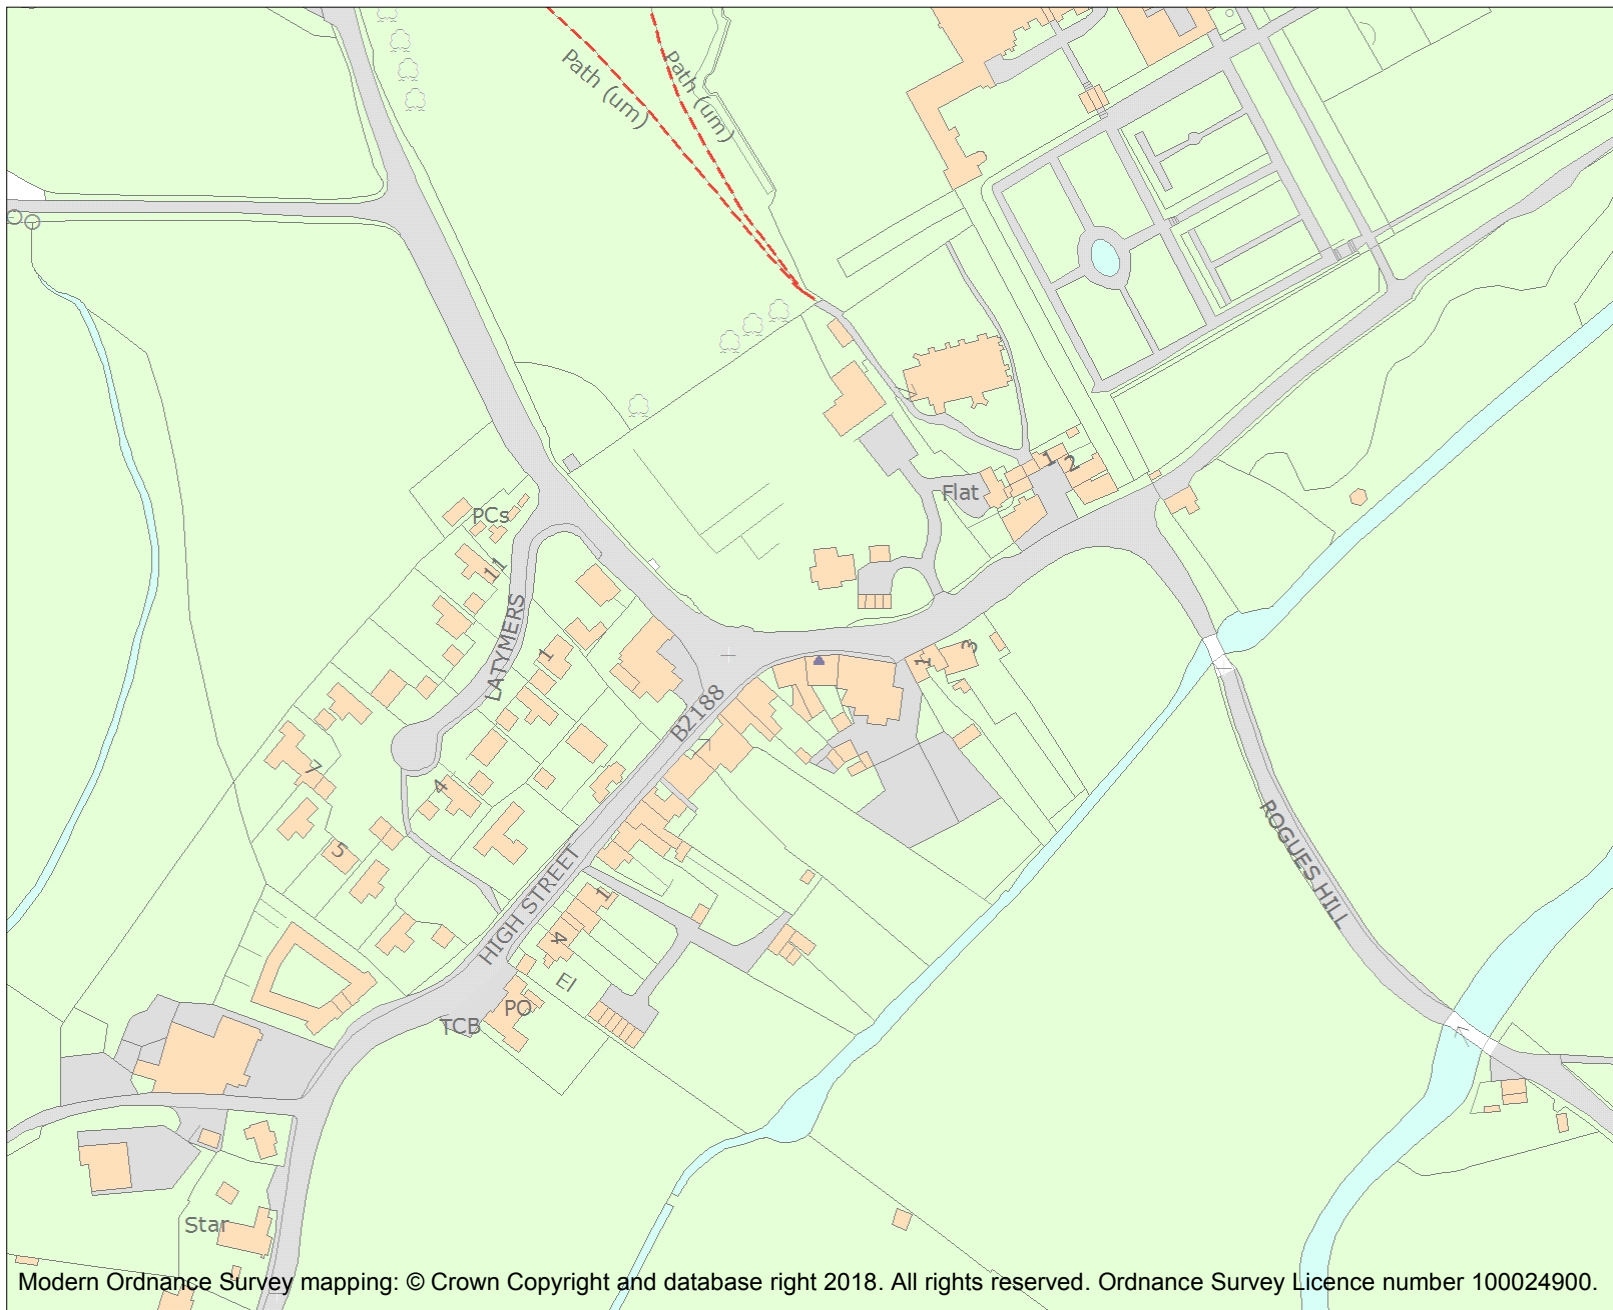 Path (um)
Path (um)
1
2
Flat
PCs
11
LATYMERS
1
1
3
B2188
7
4
5
ROGUES HILL
HIGH STREET
1
4
El
PO
TCB
Star
Modern Ordnance Survey mapping: © Crown Copyright and database right 2018. All rights reserved. Ordnance Survey Licence number 100024900.